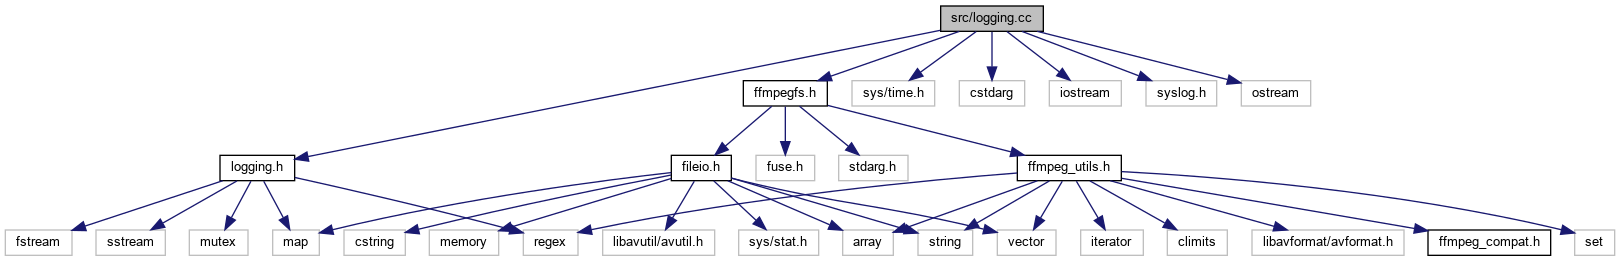 src/logging.cc
ffmpegfs.h
sys/time.h
cstdarg
iostream
syslog.h
ostream
logging.h
fileio.h
fuse.h
stdarg.h
ffmpeg_utils.h
fstream
sstream
mutex
map
cstring
memory
regex
libavutil/avutil.h
sys/stat.h
array
string
vector
iterator
climits
libavformat/avformat.h
ffmpeg_compat.h
set